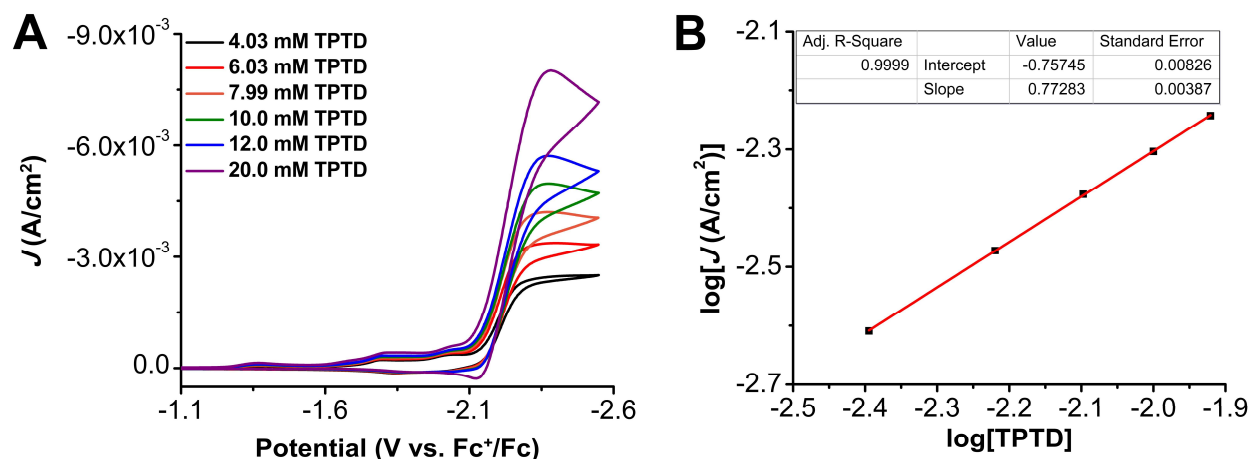 A
-9.0x10⁻³
-6.0x10⁻³
-3.0x10⁻³
0.0
J (A/cm²)
4.03 mM TPTD
6.03 mM TPTD
7.99 mM TPTD
10.0 mM TPTD
12.0 mM TPTD
20.0 mM TPTD
-1.1 -1.6 -2.1 -2.6
Potential (V vs. Fc⁺/Fc)
B
-2.1
-2.3
-2.5
-2.7
log[J (A/cm²)]
Adj. R-Square Value Standard Error
0.9999 Intercept -0.75745 0.00826
Slope 0.77283 0.00387
-2.5 -2.4 -2.3 -2.2 -2.1 -2.0 -1.9
log[TPTD]